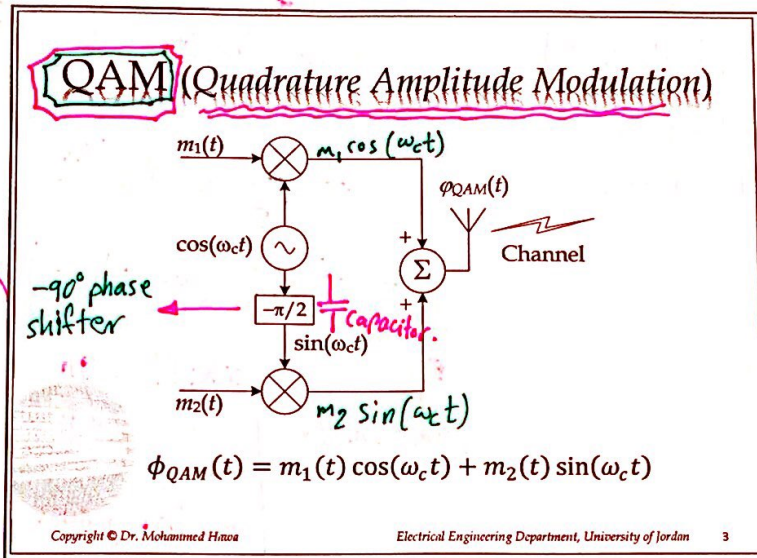 QAM (Quadrature Amplitude Modulation)
m₁(t)
m₁ cos(ωct)
φQAM(t)
cos(ωct)
+
Σ
Channel
-90° phase
shifter
−π/2
capacitor.
+
sin(ωct)
m₂(t)
m₂ sin(ωct)
ϕQAM(t) = m₁(t) cos(ωct) + m₂(t) sin(ωct)
Copyright © Dr. Mohammed Hawa
Electrical Engineering Department, University of Jordan
3